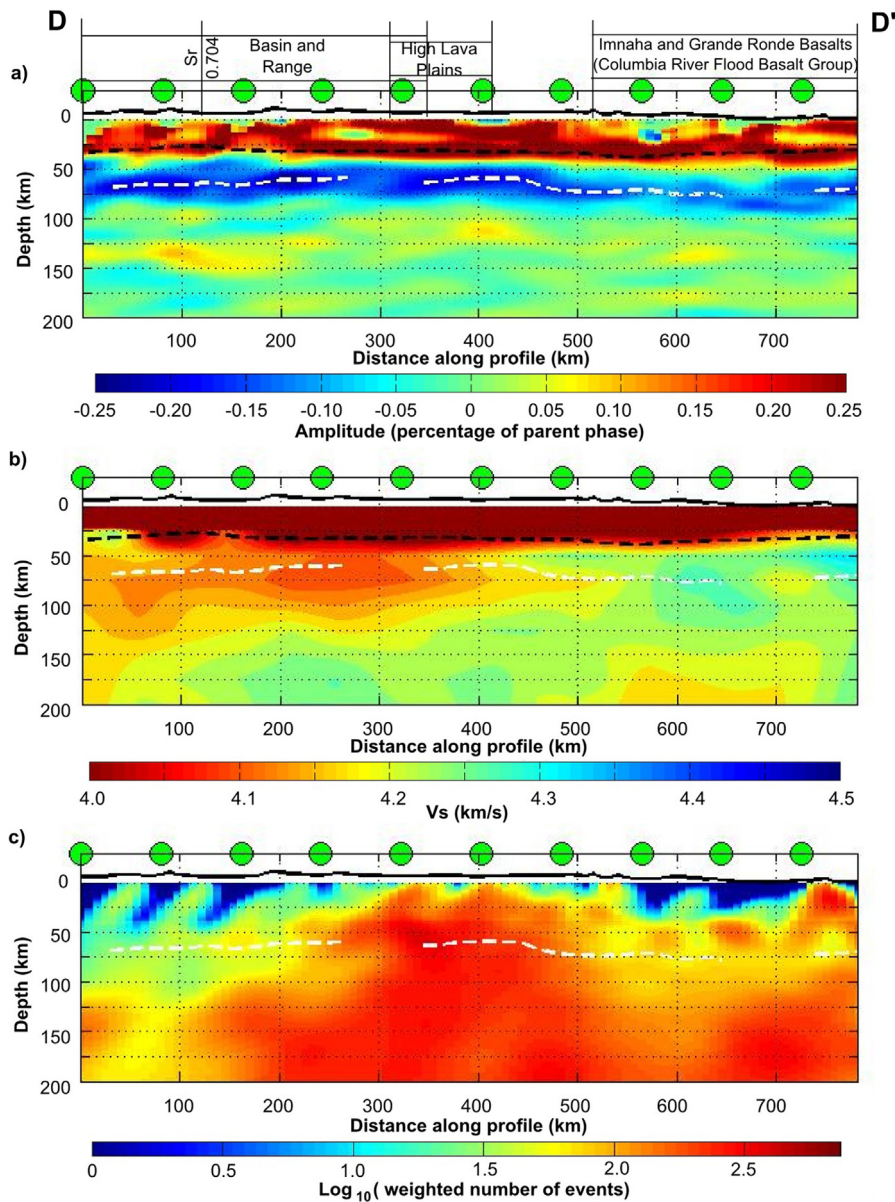 D
D'
Sr
0.704
Basin and
Range
High Lava
Plains
Imnaha and Grande Ronde Basalts
(Columbia River Flood Basalt Group)
a)
0
50
100
150
200
Depth (km)
100
200
300
400
500
600
700
Distance along profile (km)
-0.25
-0.20
-0.15
-0.10
-0.05
0
0.05
0.10
0.15
0.20
0.25
Amplitude (percentage of parent phase)
b)
0
50
100
150
200
Depth (km)
100
200
300
400
500
600
700
Distance along profile (km)
4.0
4.1
4.2
4.3
4.4
4.5
Vs (km/s)
c)
0
50
100
150
200
Depth (km)
100
200
300
400
500
600
700
Distance along profile (km)
0
0.5
1.0
1.5
2.0
2.5
Log10( weighted number of events)